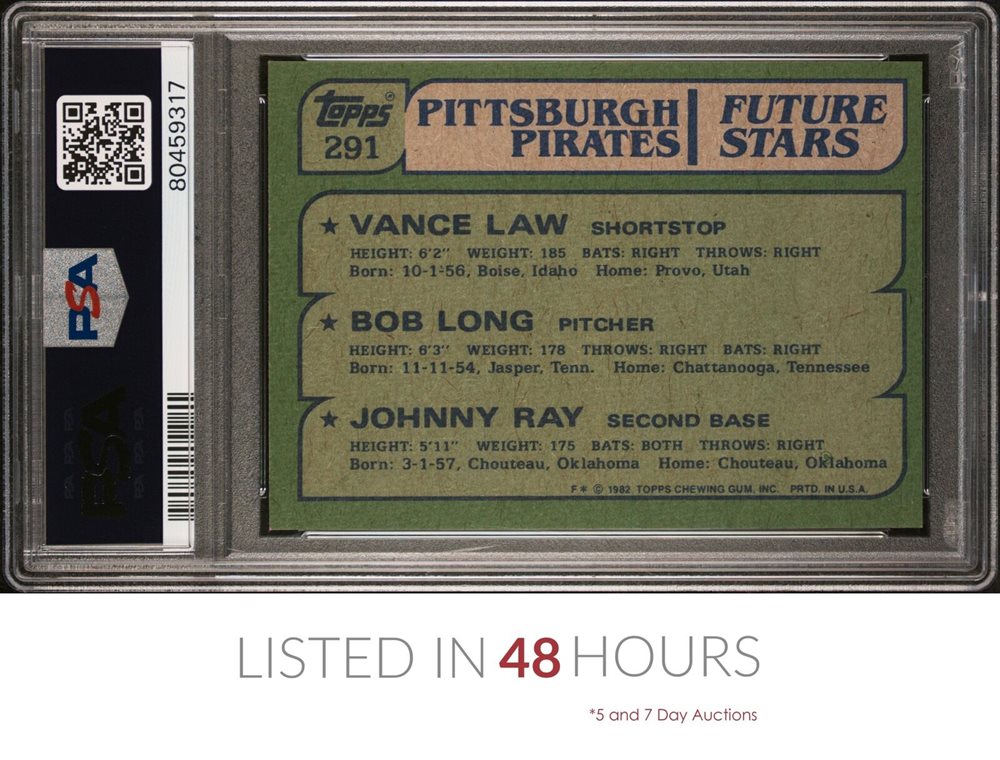 80459317
PSA
PSA
Topps®
291
PITTSBURGH PIRATES
FUTURE STARS
★ VANCE LAW SHORTSTOP
HEIGHT: 6'2" WEIGHT: 185 BATS: RIGHT THROWS: RIGHT
Born: 10-1-56, Boise, Idaho Home: Provo, Utah
★ BOB LONG PITCHER
HEIGHT: 6'3" WEIGHT: 178 THROWS: RIGHT BATS: RIGHT
Born: 11-11-54, Jasper, Tenn. Home: Chattanooga, Tennessee
★ JOHNNY RAY SECOND BASE
HEIGHT: 5'11" WEIGHT: 175 BATS: BOTH THROWS: RIGHT
Born: 3-1-57, Chouteau, Oklahoma Home: Chouteau, Oklahoma
F* © 1982 TOPPS CHEWING GUM, INC. PRTD. IN U.S.A.
LISTED IN 48 HOURS
*5 and 7 Day Auctions